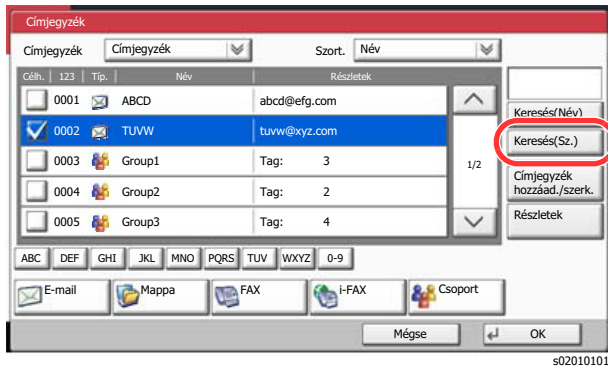 Címjegyzék
Címjegyzék Címjegyzék Szort. Név
Célh. 123 Típ. Név Részletek
0001 ABCD abcd@efg.com
0002 TUVW tuvw@xyz.com
0003 Group1 Tag: 3
0004 Group2 Tag: 2
0005 Group3 Tag: 4
1/2
Keresés(Név)
Keresés(Sz.)
Címjegyzék
hozzáad./szerk.
Részletek
ABC DEF GHI JKL MNO PQRS TUV WXYZ 0-9
E-mail Mappa FAX i-FAX Csoport
Mégse OK
s02010101